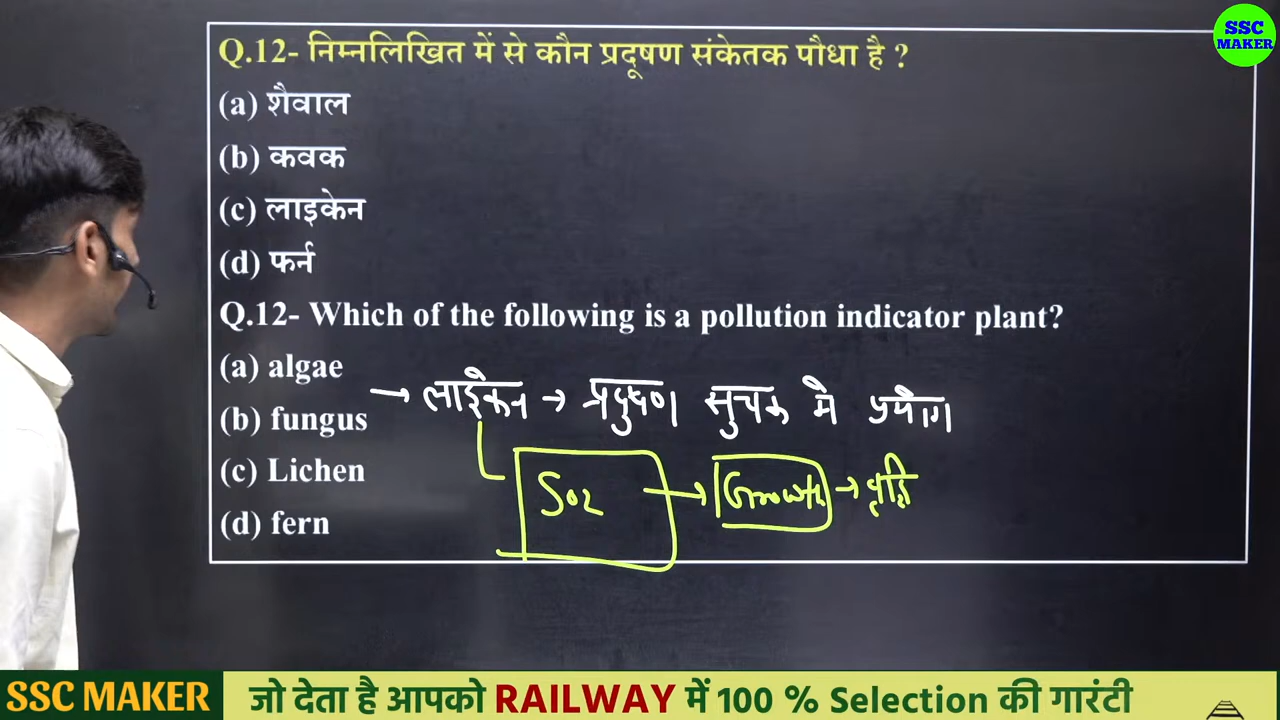 SSC
MAKER
Q.12- निम्नलिखित में से कौन प्रदूषण संकेतक पौधा है ?
(a) शैवाल
(b) कवक
(c) लाइकेन
(d) फर्न
Q.12- Which of the following is a pollution indicator plant?
(a) algae
→ लाईकेन → प्रदुषण सुचक मे प्रयोग
(b) fungus
(c) Lichen
SO2 → Growth → वृद्धि
(d) fern
SSC MAKER जो देता है आपको RAILWAY में 100 % Selection की गारंटी